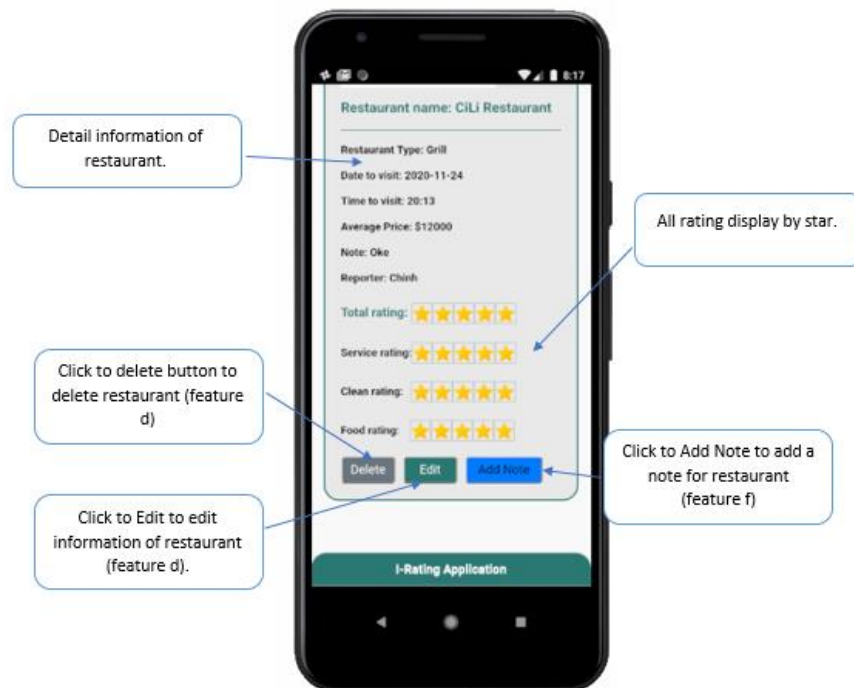 8:17
Restaurant name: CiLi Restaurant
Restaurant Type: Grill
Date to visit: 2020-11-24
Time to visit: 20:13
Average Price: $12000
Note: Oke
Reporter: Chinh
Total rating:
Service rating:
Clean rating:
Food rating:
Delete
Edit
Add Note
I-Rating Application
Detail information of
restaurant.
All rating display by star.
Click to delete button to
delete restaurant (feature
d)
Click to Add Note to add a
note for restaurant
(feature f)
Click to Edit to edit
information of restaurant
(feature d).